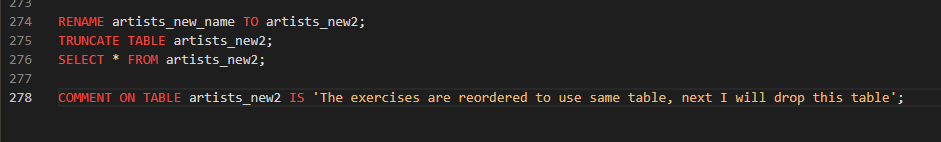 273
274 RENAME artists_new_name TO artists_new2;
275 TRUNCATE TABLE artists_new2;
276 SELECT * FROM artists_new2;
277
278 COMMENT ON TABLE artists_new2 IS 'The exercises are reordered to use same table, next I will drop this table';